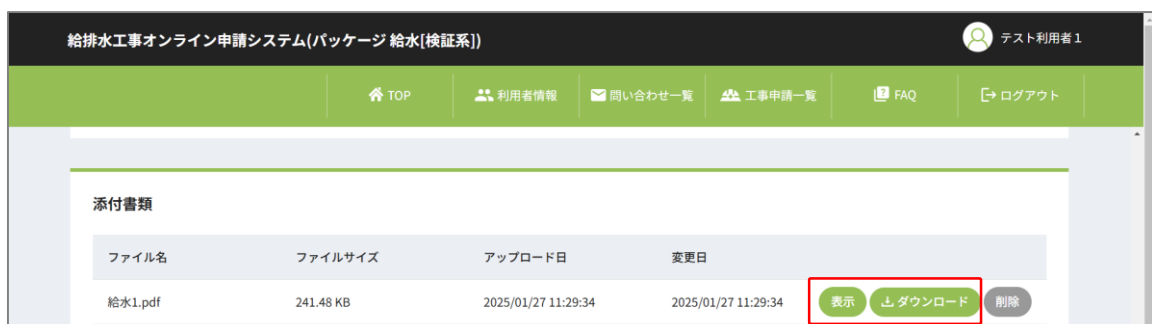 給排水工事オンライン申請システム(パッケージ 給水[検証系])
テスト利用者1
TOP 利用者情報 問い合わせ一覧 工事申請一覧 FAQ ログアウト
添付書類
ファイル名 ファイルサイズ アップロード日 変更日
給水1.pdf 241.48 KB 2025/01/27 11:29:34 2025/01/27 11:29:34 表示 ダウンロード 削除